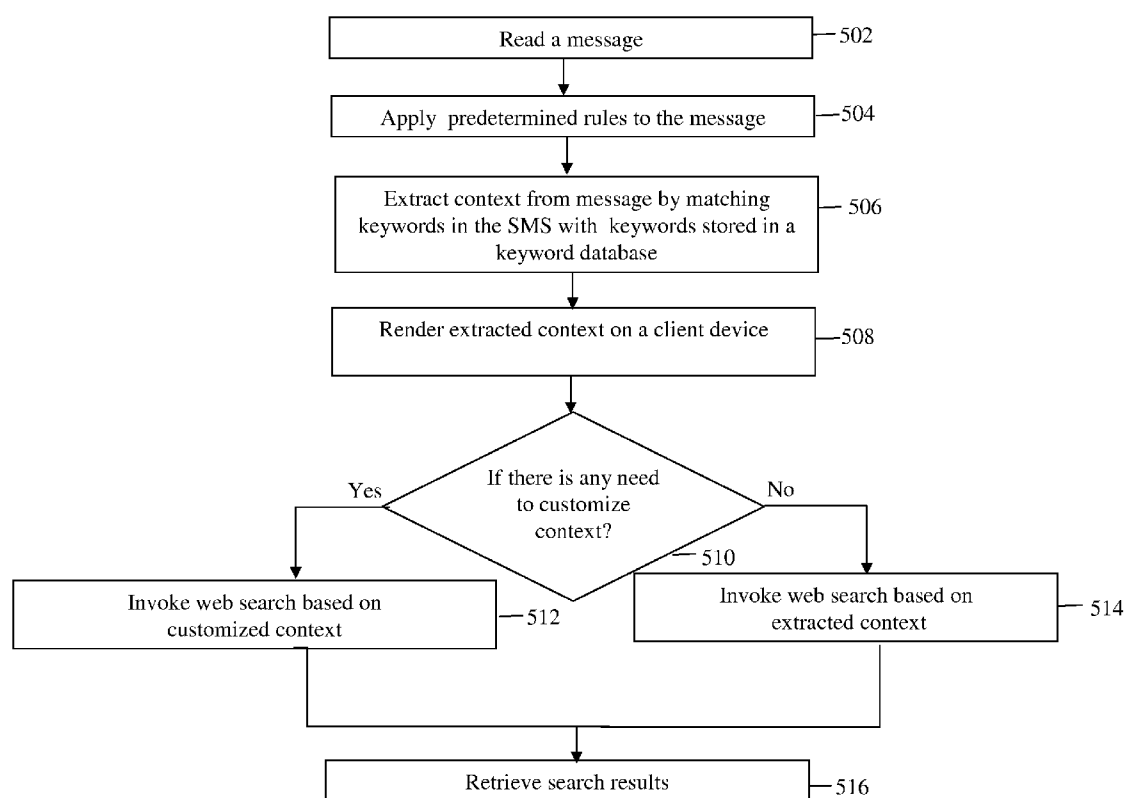 Read a message
502
Apply predetermined rules to the message
504
Extract context from message by matching
keywords in the SMS with keywords stored in a
keyword database
506
Render extracted context on a client device
508
If there is any need
to customize
context?
Yes
No
510
Invoke web search based on
customized context
512
Invoke web search based on
extracted context
514
Retrieve search results
516